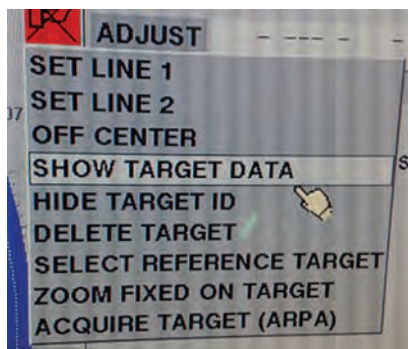 ADJUST
SET LINE 1
SET LINE 2
OFF CENTER
SHOW TARGET DATA
HIDE TARGET ID
DELETE TARGET
SELECT REFERENCE TARGET
ZOOM FIXED ON TARGET
ACQUIRE TARGET (ARPA)